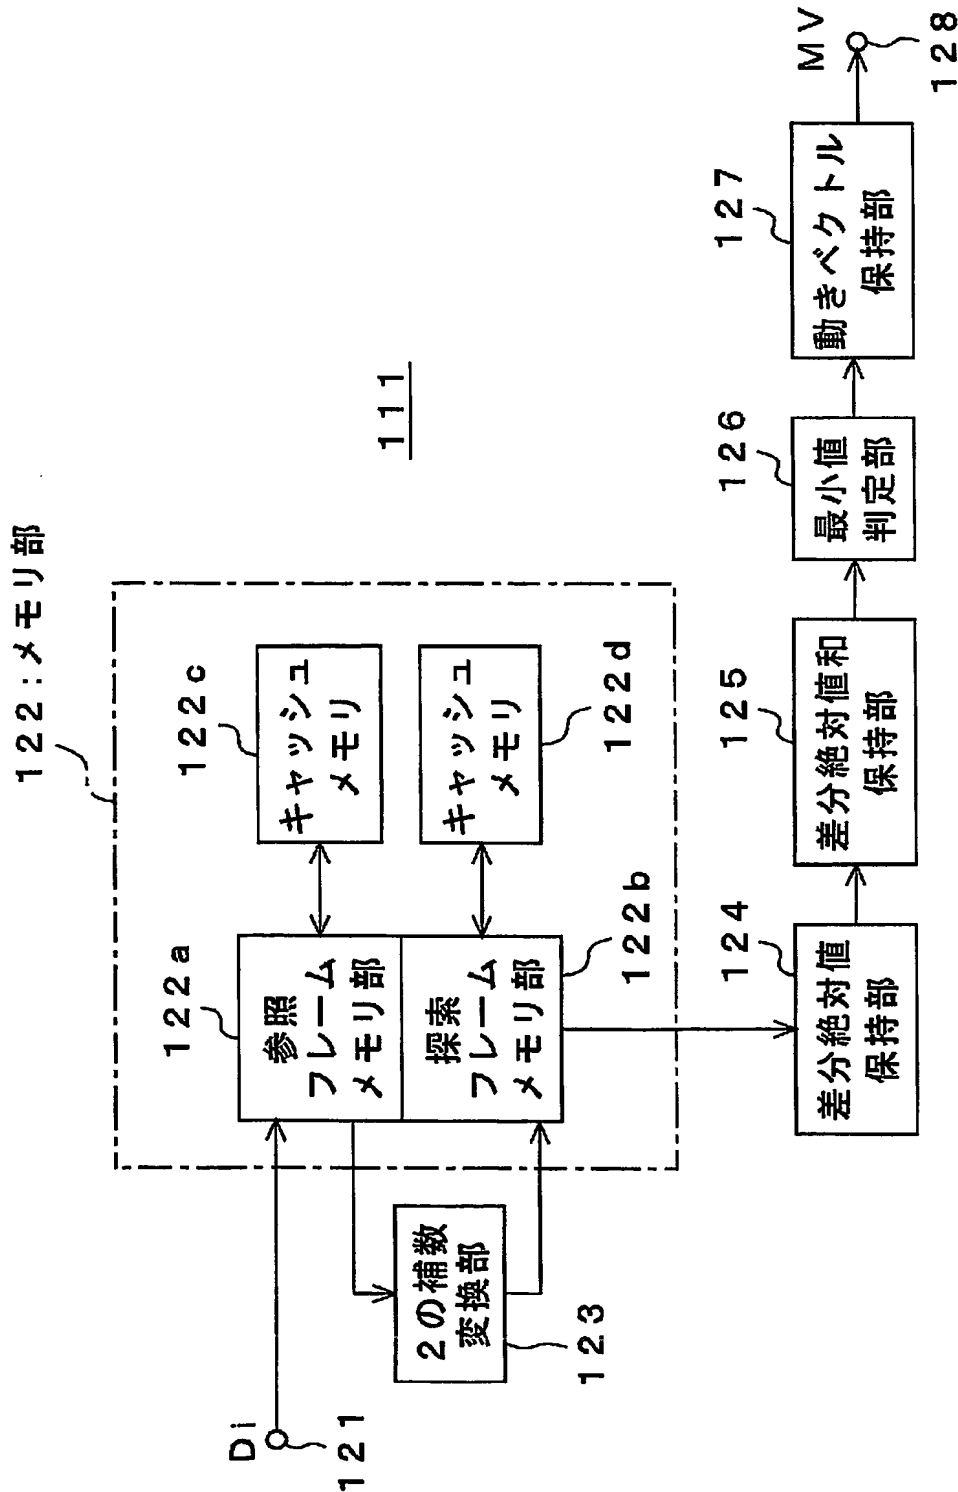 122:メモリ部
122a
122c
参照
フレーム
メモリ部
キャッシュ
メモリ
Di
121
111
2の補数
変換部
123
探索
フレーム
メモリ部
122b
キャッシュ
メモリ
122d
124
差分絶対値
保持部
125
差分絶対値和
保持部
126
最小値
判定部
127
動きベクトル
保持部
MV
128